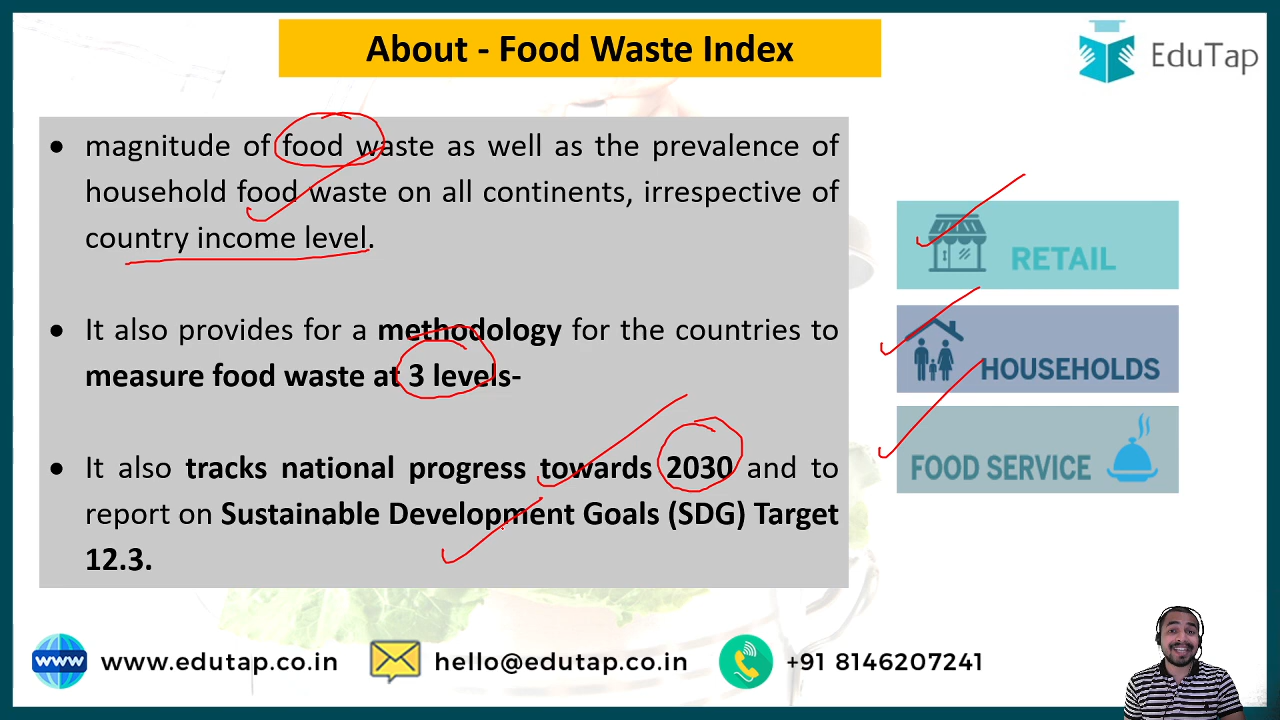 About - Food Waste Index
EduTap
• magnitude of food waste as well as the prevalence of
household food waste on all continents, irrespective of
country income level.
• It also provides for a methodology for the countries to
measure food waste at 3 levels-
• It also tracks national progress towards 2030 and to
report on Sustainable Development Goals (SDG) Target
12.3.
RETAIL
HOUSEHOLDS
FOOD SERVICE
www www.edutap.co.in
hello@edutap.co.in
+91 8146207241